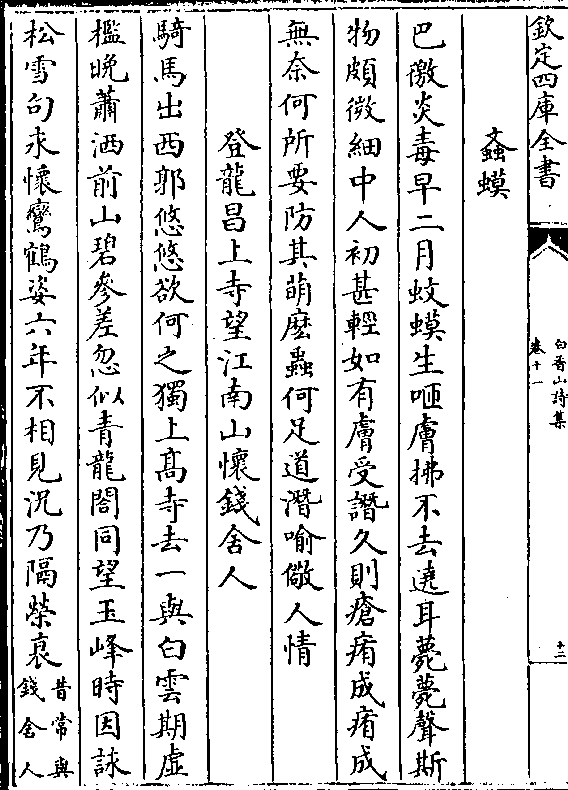 欽定四庫全書
白香山詩集
卷十一
十二
蟁蟆
巴徼炎毒早二月蚊蟆生咂膚拂不去遶耳薨薨聲斯
物頗微細中人初甚輕如有膚受譖久則瘡痏成痏成
無奈何所要防其萌麽蟲何足道潛喻儆人情
登龍昌上寺望江南山懷錢舍人
騎馬出西郭悠悠欲何之獨上髙寺去一與白雲期虛
檻晩蕭洒前山碧參差忽似青龍閣同望玉峰時因詠
松雪句永懷鸞鶴姿六年不相見況乃隔榮衰昔常與
錢舍人